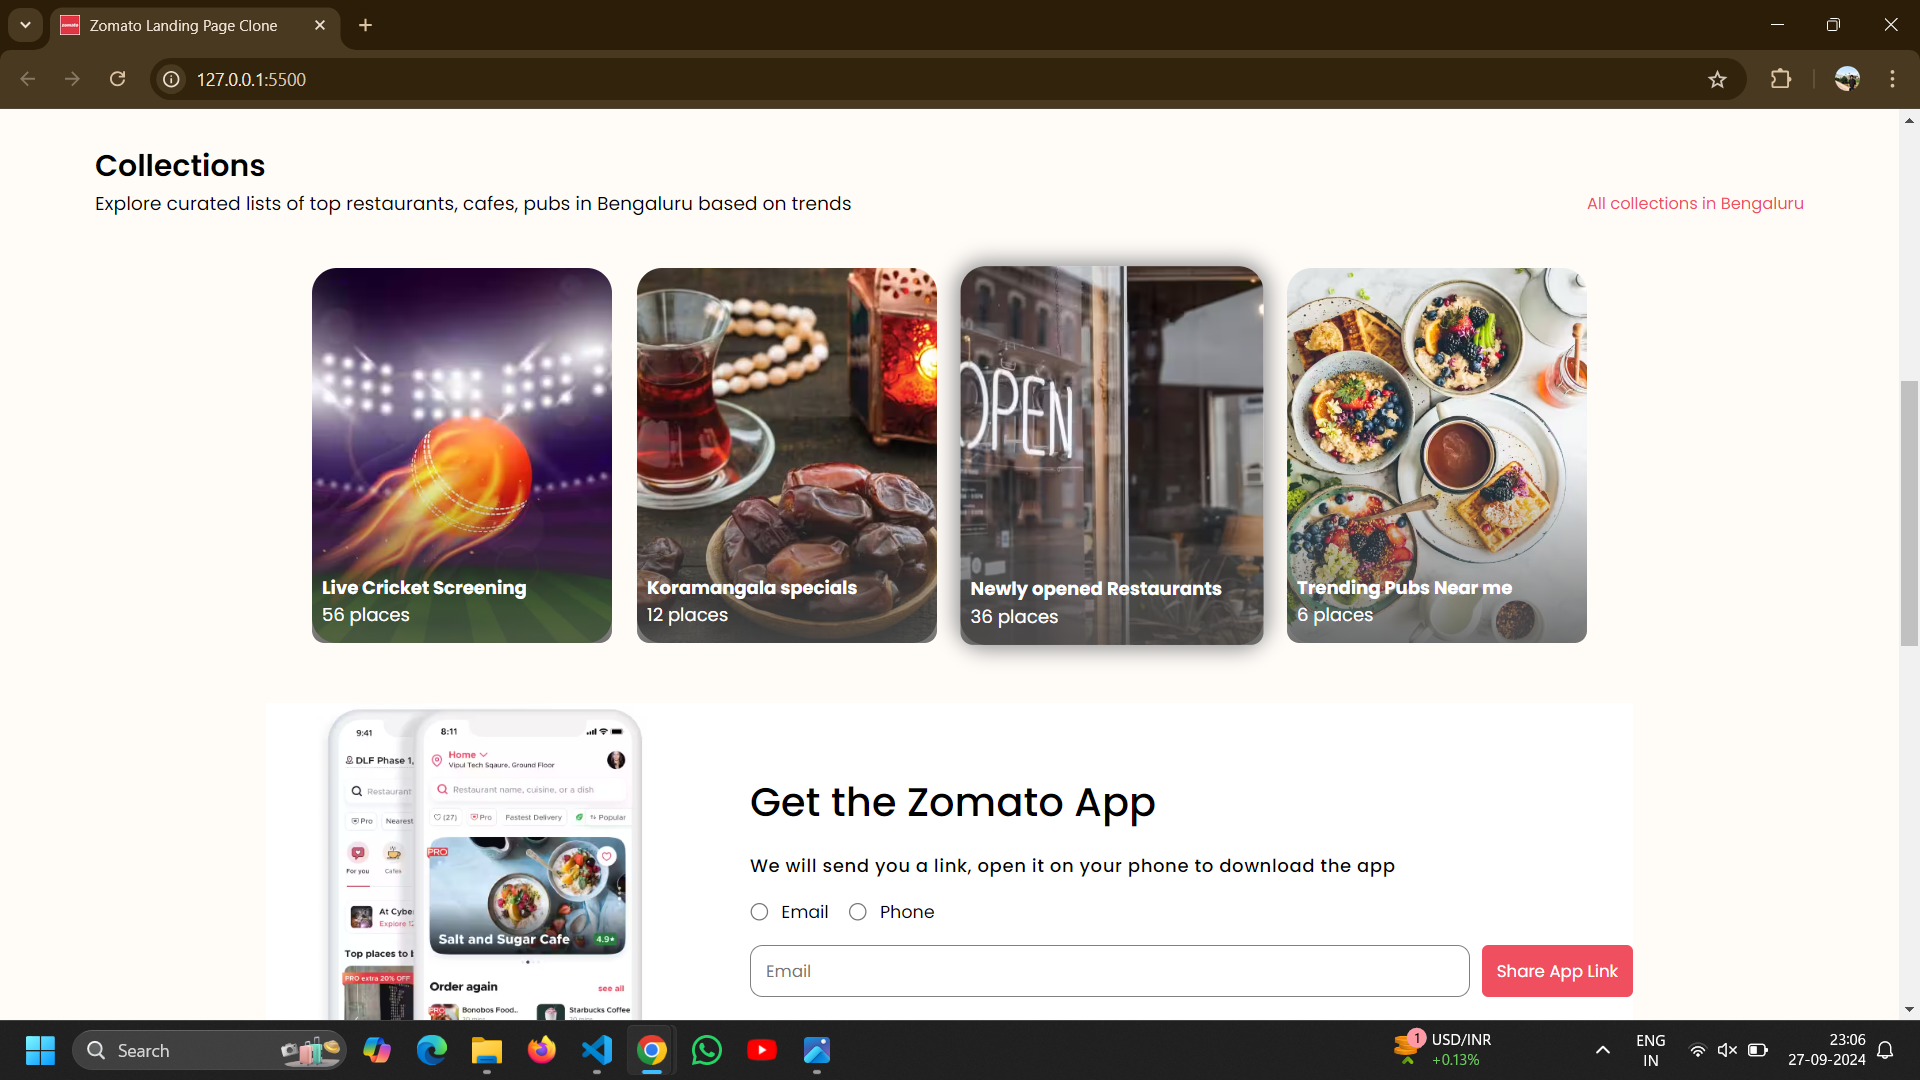 Zomato Landing Page Clone
127.0.0.1:5500
Collections
Explore curated lists of top restaurants, cafes, pubs in Bengaluru based on trends
All collections in Bengaluru
OPEN
Live Cricket Screening
56 places
Koramangala specials
12 places
Newly opened Restaurants
36 places
Trending Pubs Near me
6 places
9:41
DLF Phase 1,
Restaurant
Pro
Nearest
For you
Cafes
At Cyber
Explore 12
Top places to b
PRO extra 20% OFF
8:11
Home
Vipul Tech Sqaure, Ground Floor
Restaurant name, cuisine, or a dish
(27)
Pro
Fastest Delivery
Popular
PRO
Salt and Sugar Cafe
4.9★
Order again
see all
Bonobos Food..
Starbucks Coffee
Get the Zomato App
We will send you a link, open it on your phone to download the app
Email
Phone
Email
Share App Link
Search
1
USD/INR
+0.13%
ENG
IN
23:06
27-09-2024